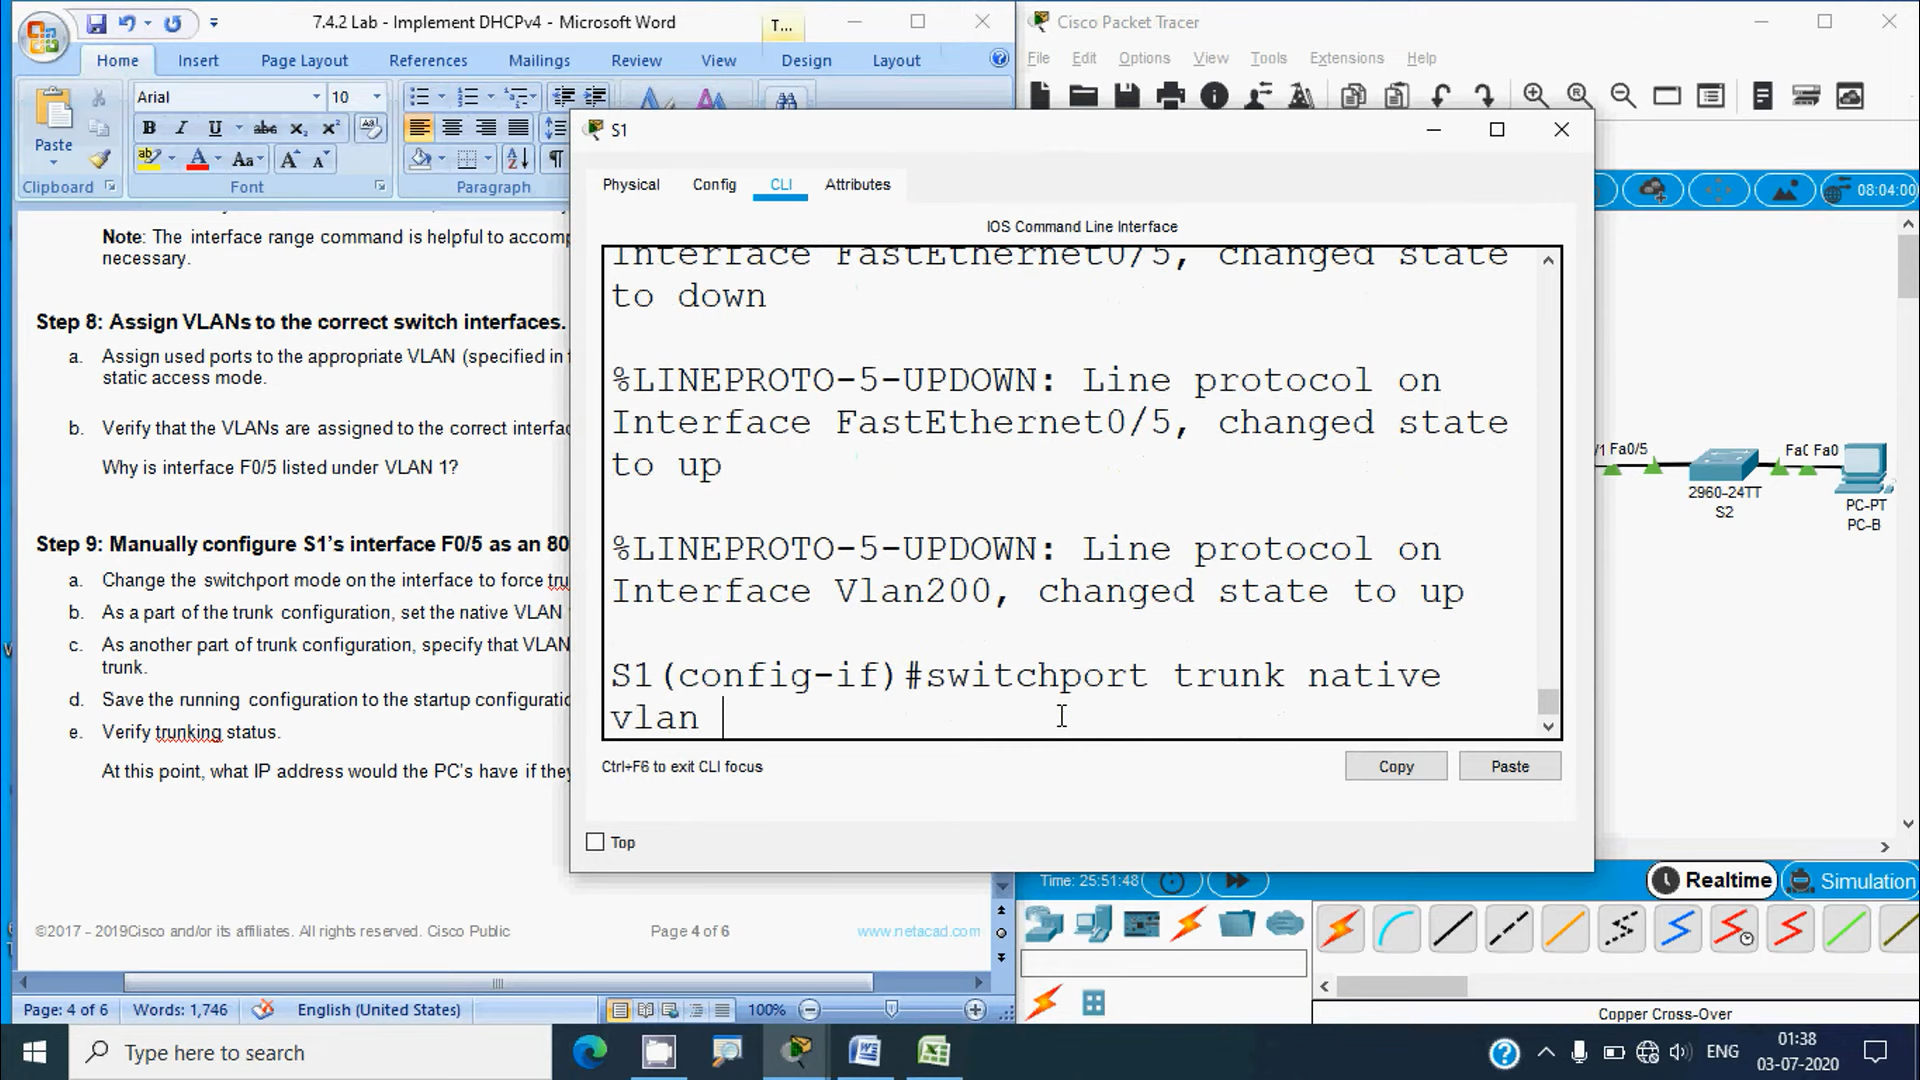 7.4.2 Lab - Implement DHCPv4 - Microsoft Word
T...
Cisco Packet Tracer
Home Insert Page Layout References Mailings Review View Design Layout
File Edit Options View Tools Extensions Help
Arial 10
Paste
Clipboard Font Paragraph
S1
Physical Config CLI Attributes
08:04:00
IOS Command Line Interface
Note: The interface range command is helpful to accomp
necessary.
Step 8: Assign VLANs to the correct switch interfaces.
a. Assign used ports to the appropriate VLAN (specified in
static access mode.
b. Verify that the VLANs are assigned to the correct interfac
Why is interface F0/5 listed under VLAN 1?
Step 9: Manually configure S1's interface F0/5 as an 80
a. Change the switchport mode on the interface to force tru
b. As a part of the trunk configuration, set the native VLAN
c. As another part of trunk configuration, specify that VLAN
trunk.
d. Save the running configuration to the startup configuratio
e. Verify trunking status.
At this point, what IP address would the PC's have if they
©2017 - 2019Cisco and/or its affiliates. All rights reserved. Cisco Public Page 4 of 6 www.netacad.com
Interface FastEthernet0/5, changed state
to down
%LINEPROTO-5-UPDOWN: Line protocol on
Interface FastEthernet0/5, changed state
to up
%LINEPROTO-5-UPDOWN: Line protocol on
Interface Vlan200, changed state to up
S1(config-if)#switchport trunk native
vlan
Ctrl+F6 to exit CLI focus
Copy Paste
Top
/1 Fa0/5 Fa0 Fa0
2960-24TT
S2
PC-PT
PC-B
Time: 25:51:48
Realtime Simulation
Copper Cross-Over
Page: 4 of 6 Words: 1,746 English (United States) 100%
Type here to search
ENG
01:38
03-07-2020